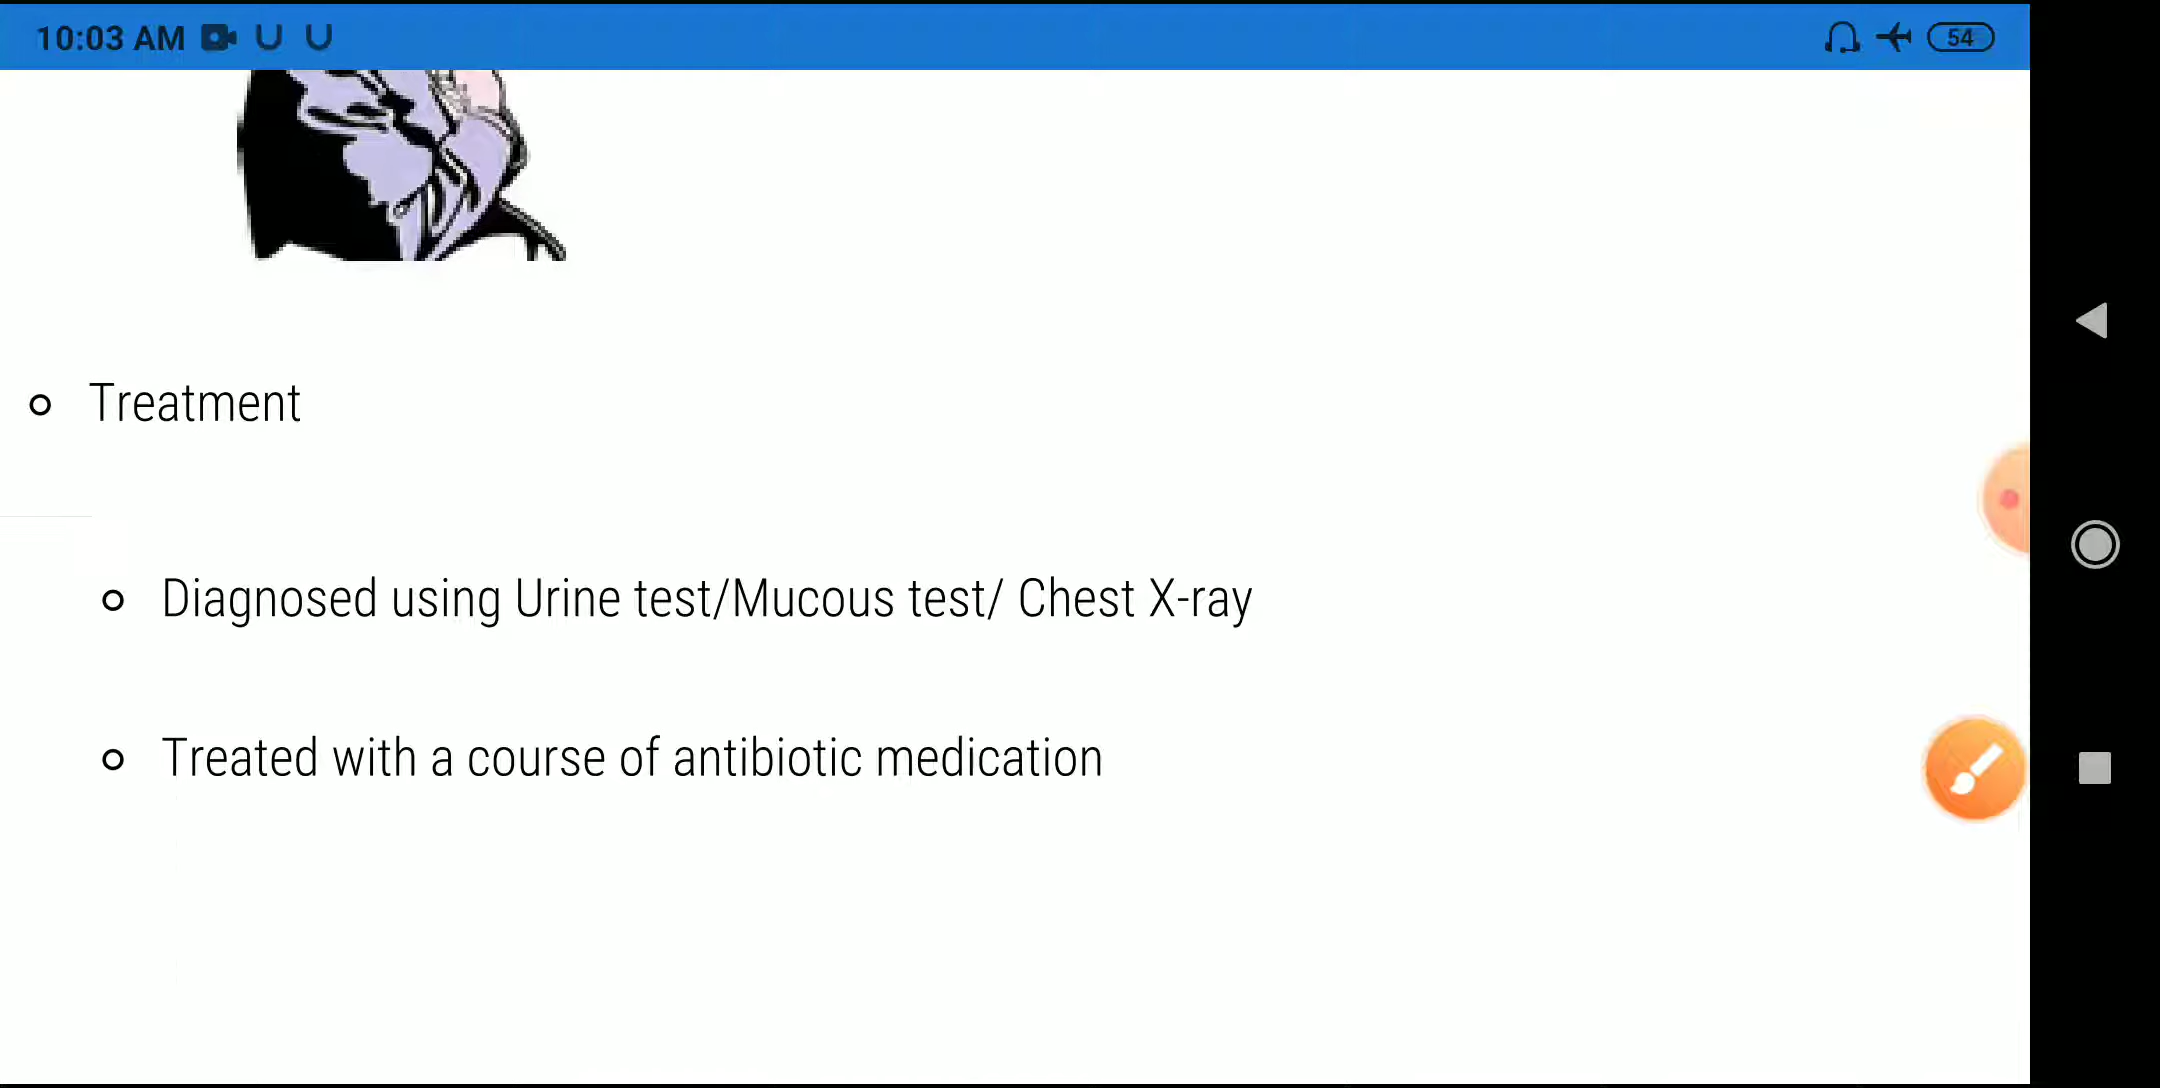 10:03 AM
54
Treatment
Diagnosed using Urine test/Mucous test/ Chest X-ray
Treated with a course of antibiotic medication